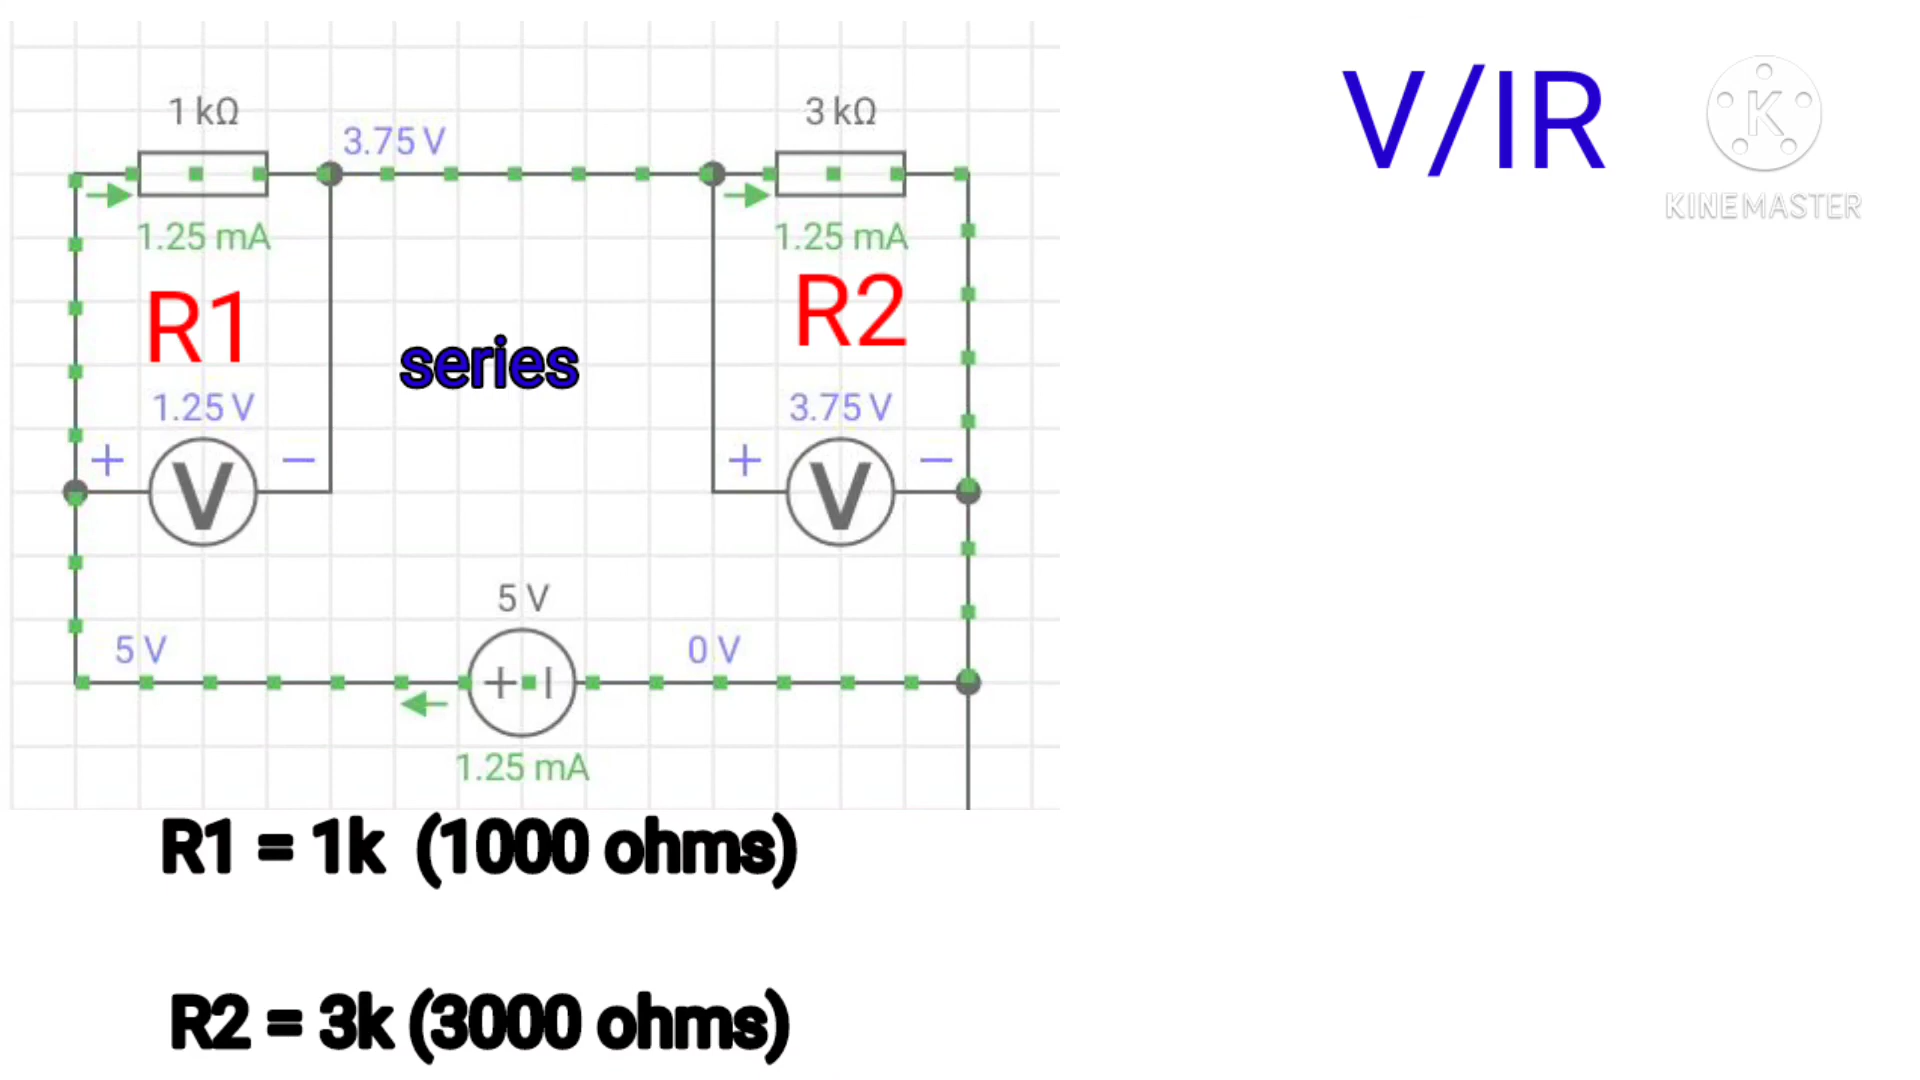 1 kΩ
3.75 V
3 kΩ
V/IR
K
KINEMASTER
1.25 mA
1.25 mA
R1
R2
series
1.25 V
3.75 V
+ V −
+ V −
5 V
5 V
0 V
1.25 mA
R1 = 1k (1000 ohms)
R2 = 3k (3000 ohms)